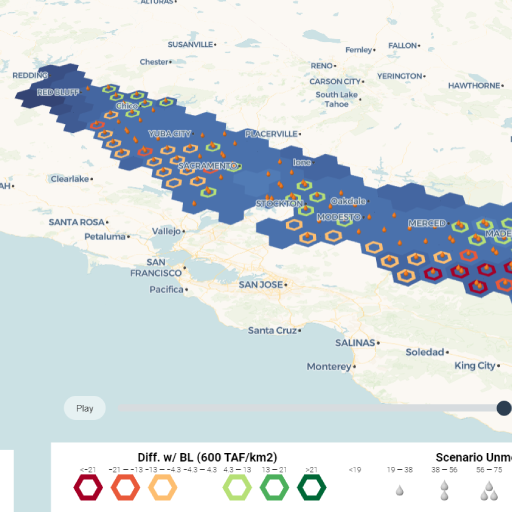 ALTURAS
SUSANVILLE
FALLON
Fernley
Chester
RENO
REDDING
CARSON CITY
YERINGTON
HAWTHORNE
RED BLUFF
South Lake
Tahoe
Chico
YUBA CITY
PLACERVILLE
SACRAMENTO
Ione
Clearlake
AH
STOCKTON
Oakdale
MODESTO
SANTA ROSA
MERCED
Petaluma
Vallejo
MADE
SAN
FRANCISCO
Pacifica
SAN JOSE
Santa Cruz
SALINAS
Soledad
Monterey
King City
Play
Diff. w/ BL (600 TAF/km2)
Scenario Unm
<-21 -21 – -13 -13 – -4.3 -4.3 – 4.3 4.3 – 13 13 – 21 >21 <19 19 – 38 38 – 56 56 – 75